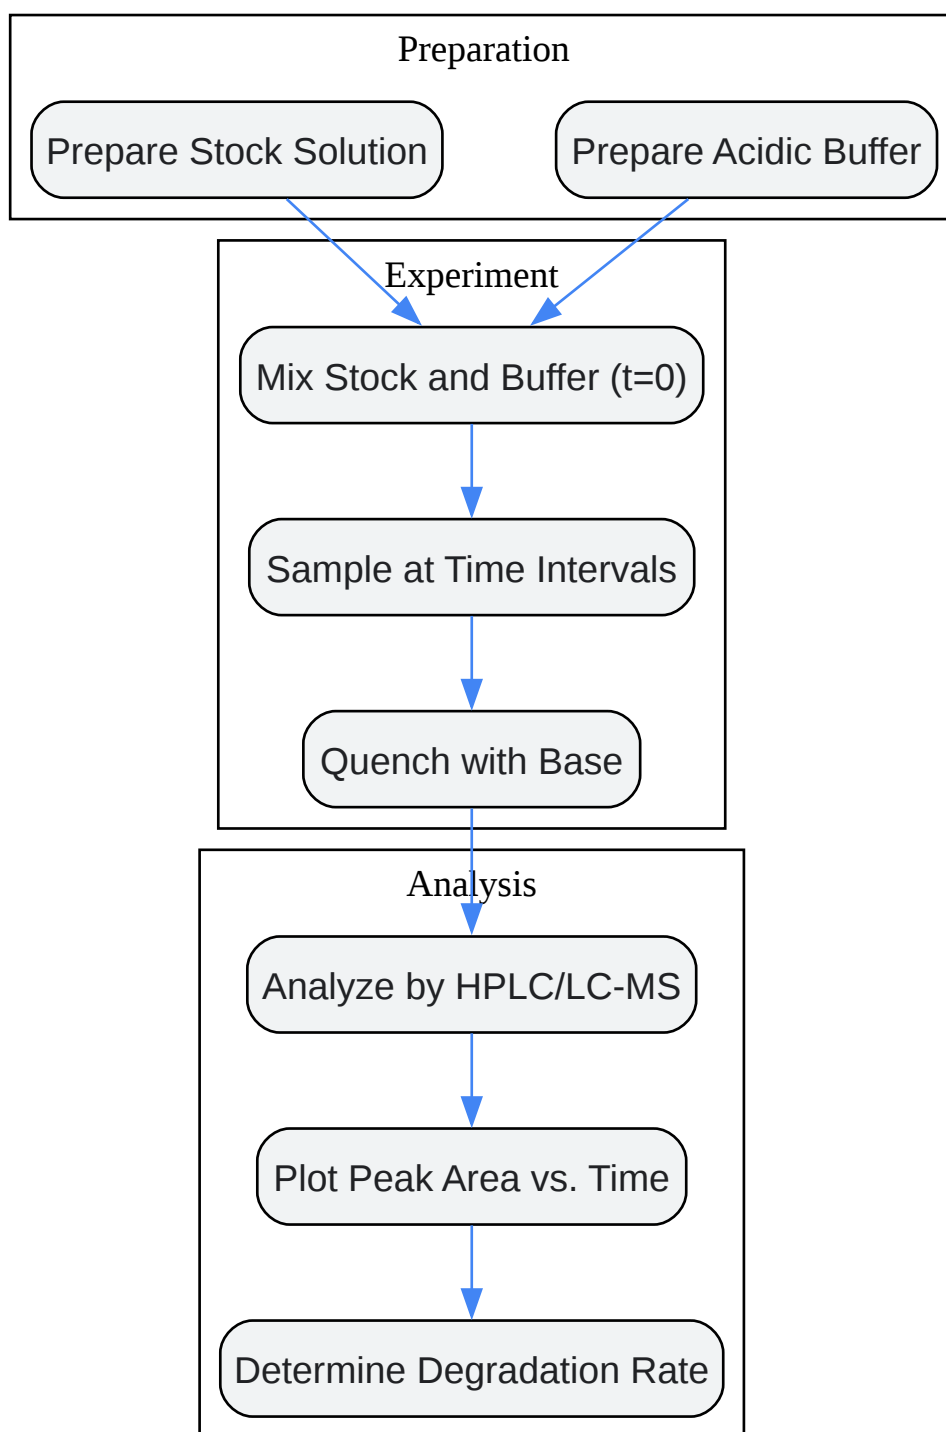 Preparation
Prepare Stock Solution
Prepare Acidic Buffer
Experiment
Mix Stock and Buffer (t=0)
Sample at Time Intervals
Quench with Base
Analysis
Analyze by HPLC/LC-MS
Plot Peak Area vs. Time
Determine Degradation Rate